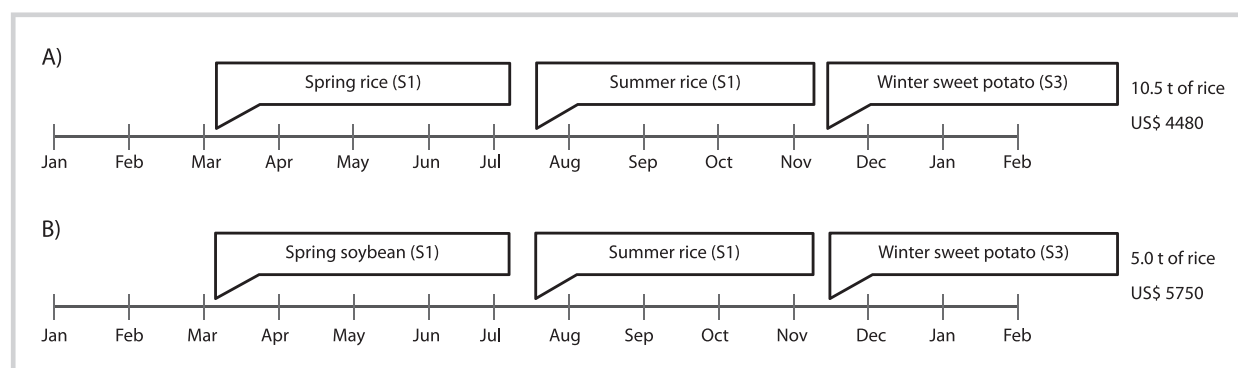 A)
Spring rice (S1)
Summer rice (S1)
Winter sweet potato (S3)
10.5 t of rice
US$ 4480
Jan Feb Mar Apr May Jun Jul Aug Sep Oct Nov Dec Jan Feb
B)
Spring soybean (S1)
Summer rice (S1)
Winter sweet potato (S3)
5.0 t of rice
US$ 5750
Jan Feb Mar Apr May Jun Jul Aug Sep Oct Nov Dec Jan Feb